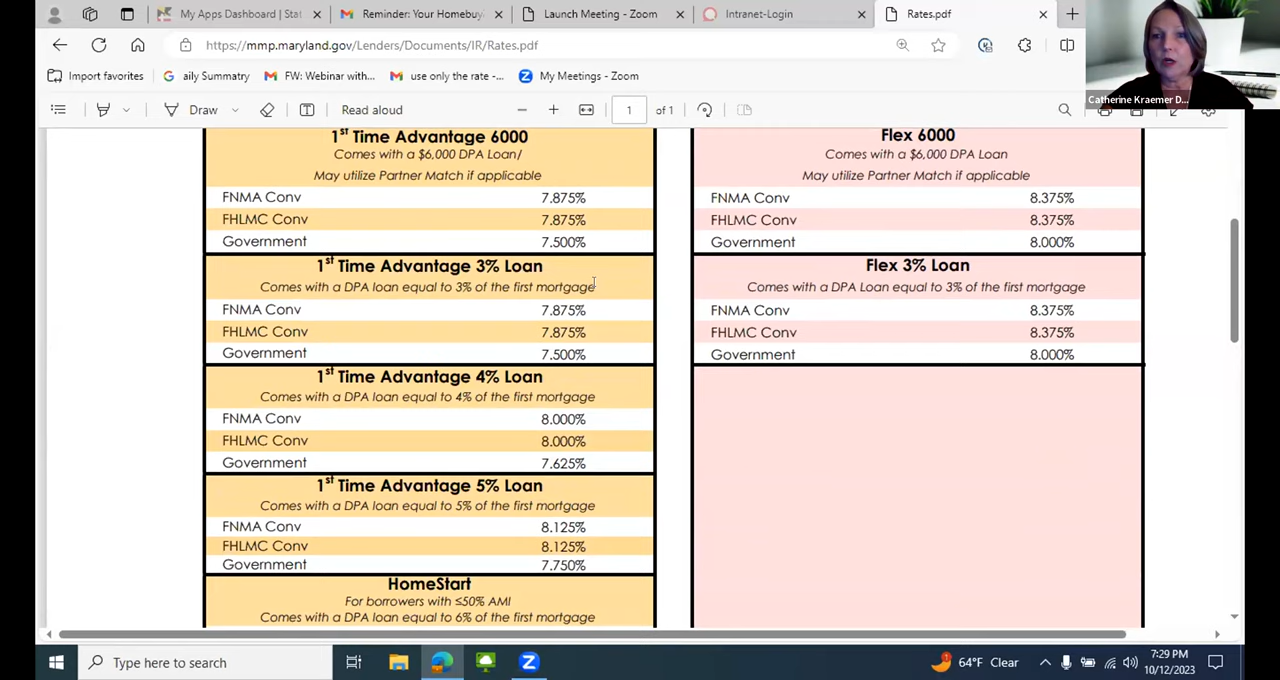 My Apps Dashboard | Stat
Reminder: Your Homebuy
Launch Meeting - Zoom
Intranet-Login
Rates.pdf
https://mmp.maryland.gov/Lenders/Documents/IR/Rates.pdf
Import favorites
aily Summatry
FW: Webinar with...
use only the rate -...
My Meetings - Zoom
Catherine Kraemer D...
Draw
Read aloud
1 of 1
1st Time Advantage 6000
Comes with a $6,000 DPA Loan/
May utilize Partner Match if applicable
FNMA Conv 7.875%
FHLMC Conv 7.875%
Government 7.500%
1st Time Advantage 3% Loan
Comes with a DPA loan equal to 3% of the first mortgage
FNMA Conv 7.875%
FHLMC Conv 7.875%
Government 7.500%
1st Time Advantage 4% Loan
Comes with a DPA loan equal to 4% of the first mortgage
FNMA Conv 8.000%
FHLMC Conv 8.000%
Government 7.625%
1st Time Advantage 5% Loan
Comes with a DPA loan equal to 5% of the first mortgage
FNMA Conv 8.125%
FHLMC Conv 8.125%
Government 7.750%
HomeStart
For borrowers with ≤50% AMI
Comes with a DPA loan equal to 6% of the first mortgage
Flex 6000
Comes with a $6,000 DPA Loan
May utilize Partner Match if applicable
FNMA Conv 8.375%
FHLMC Conv 8.375%
Government 8.000%
Flex 3% Loan
Comes with a DPA Loan equal to 3% of the first mortgage
FNMA Conv 8.375%
FHLMC Conv 8.375%
Government 8.000%
Type here to search
64°F Clear
7:29 PM
10/12/2023